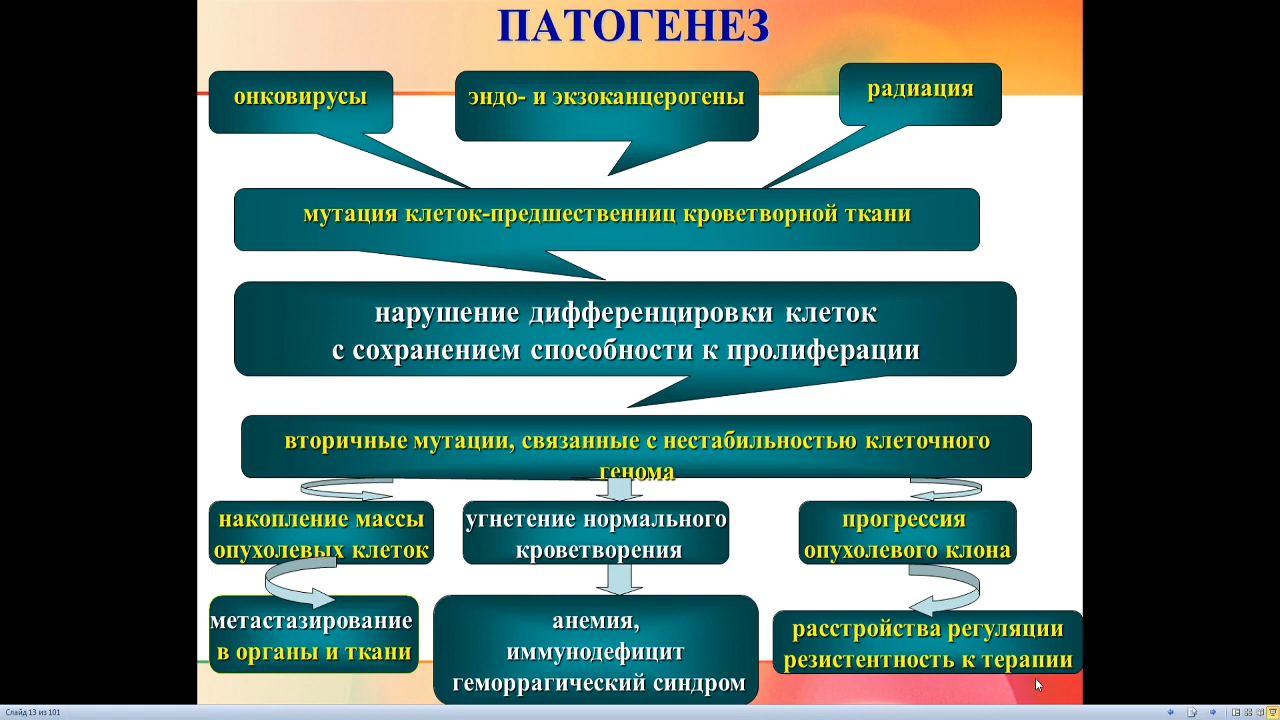 ПАТОГЕНЕЗ
онковирусы
эндо- и экзоканцерогены
радиация
мутация клеток-предшественниц кроветворной ткани
нарушение дифференцировки клеток
с сохранением способности к пролиферации
вторичные мутации, связанные с нестабильностью клеточного
генома
накопление массы
опухолевых клеток
угнетение нормального
кроветворения
прогрессия
опухолевого клона
метастазирование
в органы и ткани
анемия,
иммунодефицит
геморрагический синдром
расстройства регуляции
резистентность к терапии
Слайд 13 из 101